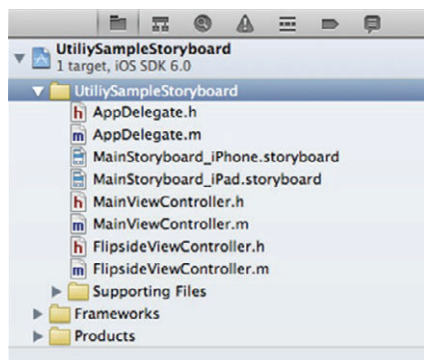 UtiliySampleStoryboard
1 target, iOS SDK 6.0
UtiliySampleStoryboard
h AppDelegate.h
m AppDelegate.m
MainStoryboard_iPhone.storyboard
MainStoryboard_iPad.storyboard
h MainViewController.h
m MainViewController.m
h FlipsideViewController.h
m FlipsideViewController.m
Supporting Files
Frameworks
Products